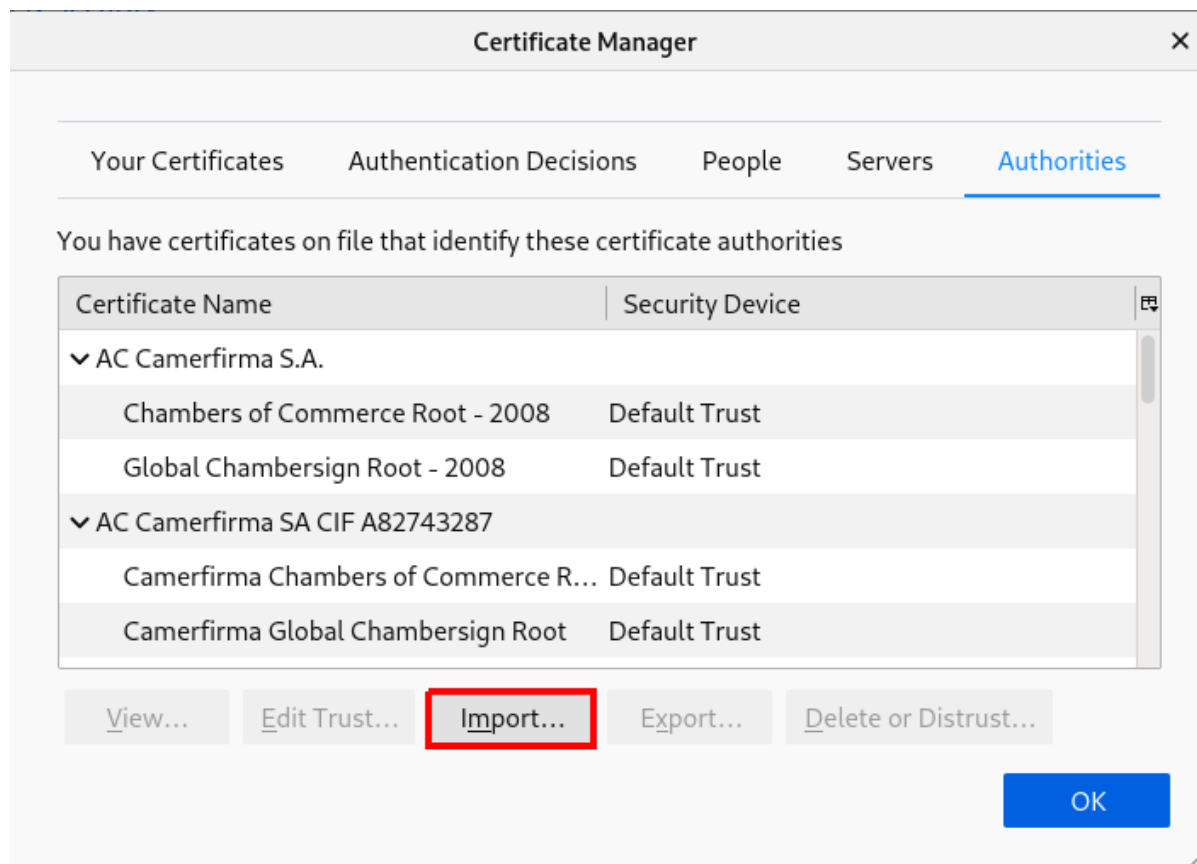 Certificate Manager
Your Certificates Authentication Decisions People Servers Authorities
You have certificates on file that identify these certificate authorities
Certificate Name Security Device
AC Camerfirma S.A.
Chambers of Commerce Root - 2008 Default Trust
Global Chambersign Root - 2008 Default Trust
AC Camerfirma SA CIF A82743287
Camerfirma Chambers of Commerce R... Default Trust
Camerfirma Global Chambersign Root Default Trust
View... Edit Trust... Import... Export... Delete or Distrust...
OK